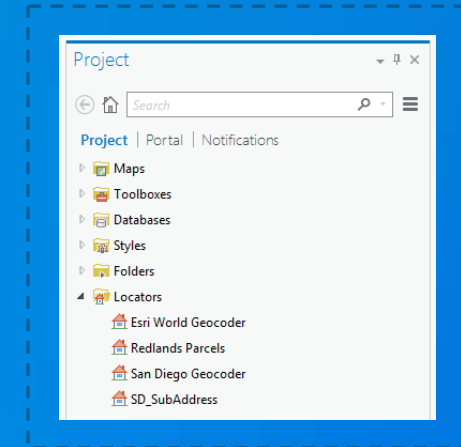 Project
Search
Project | Portal | Notifications
Maps
Toolboxes
Databases
Styles
Folders
Locators
Esri World Geocoder
Redlands Parcels
San Diego Geocoder
SD_SubAddress